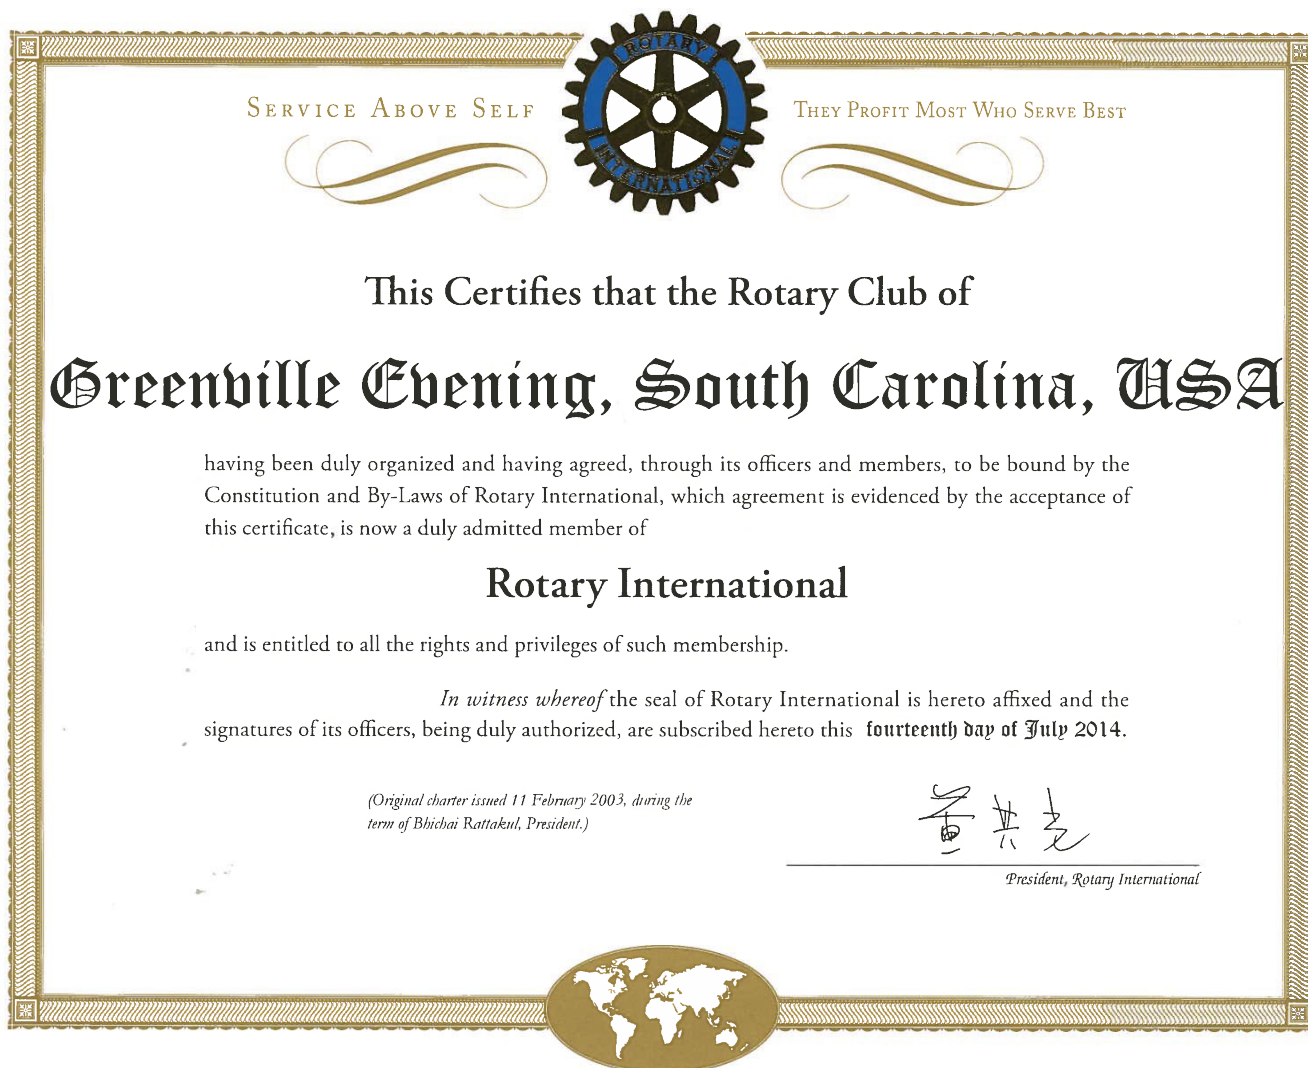 ROTARY
INTERNATIONAL
SERVICE ABOVE SELF
THEY PROFIT MOST WHO SERVE BEST
This Certifies that the Rotary Club of
Greenville Evening, South Carolina, USA
having been duly organized and having agreed, through its officers and members, to be bound by the
Constitution and By-Laws of Rotary International, which agreement is evidenced by the acceptance of
this certificate, is now a duly admitted member of
Rotary International
and is entitled to all the rights and privileges of such membership.
In witness whereof the seal of Rotary International is hereto affixed and the
signatures of its officers, being duly authorized, are subscribed hereto this fourteenth day of July 2014.
(Original charter issued 11 February 2003, during the
term of Bhichai Rattakul, President.)
President, Rotary International